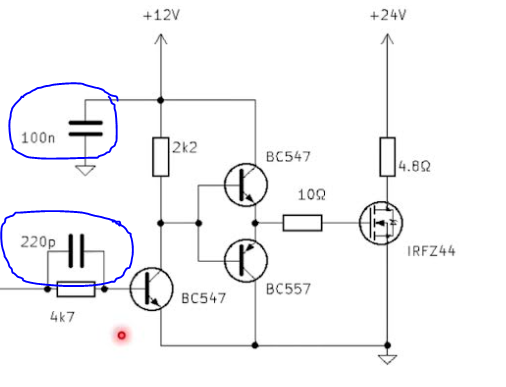 +12V
+24V
100n
2k2
BC547
4.8Ω
10Ω
220p
IRFZ44
BC547
BC557
4k7